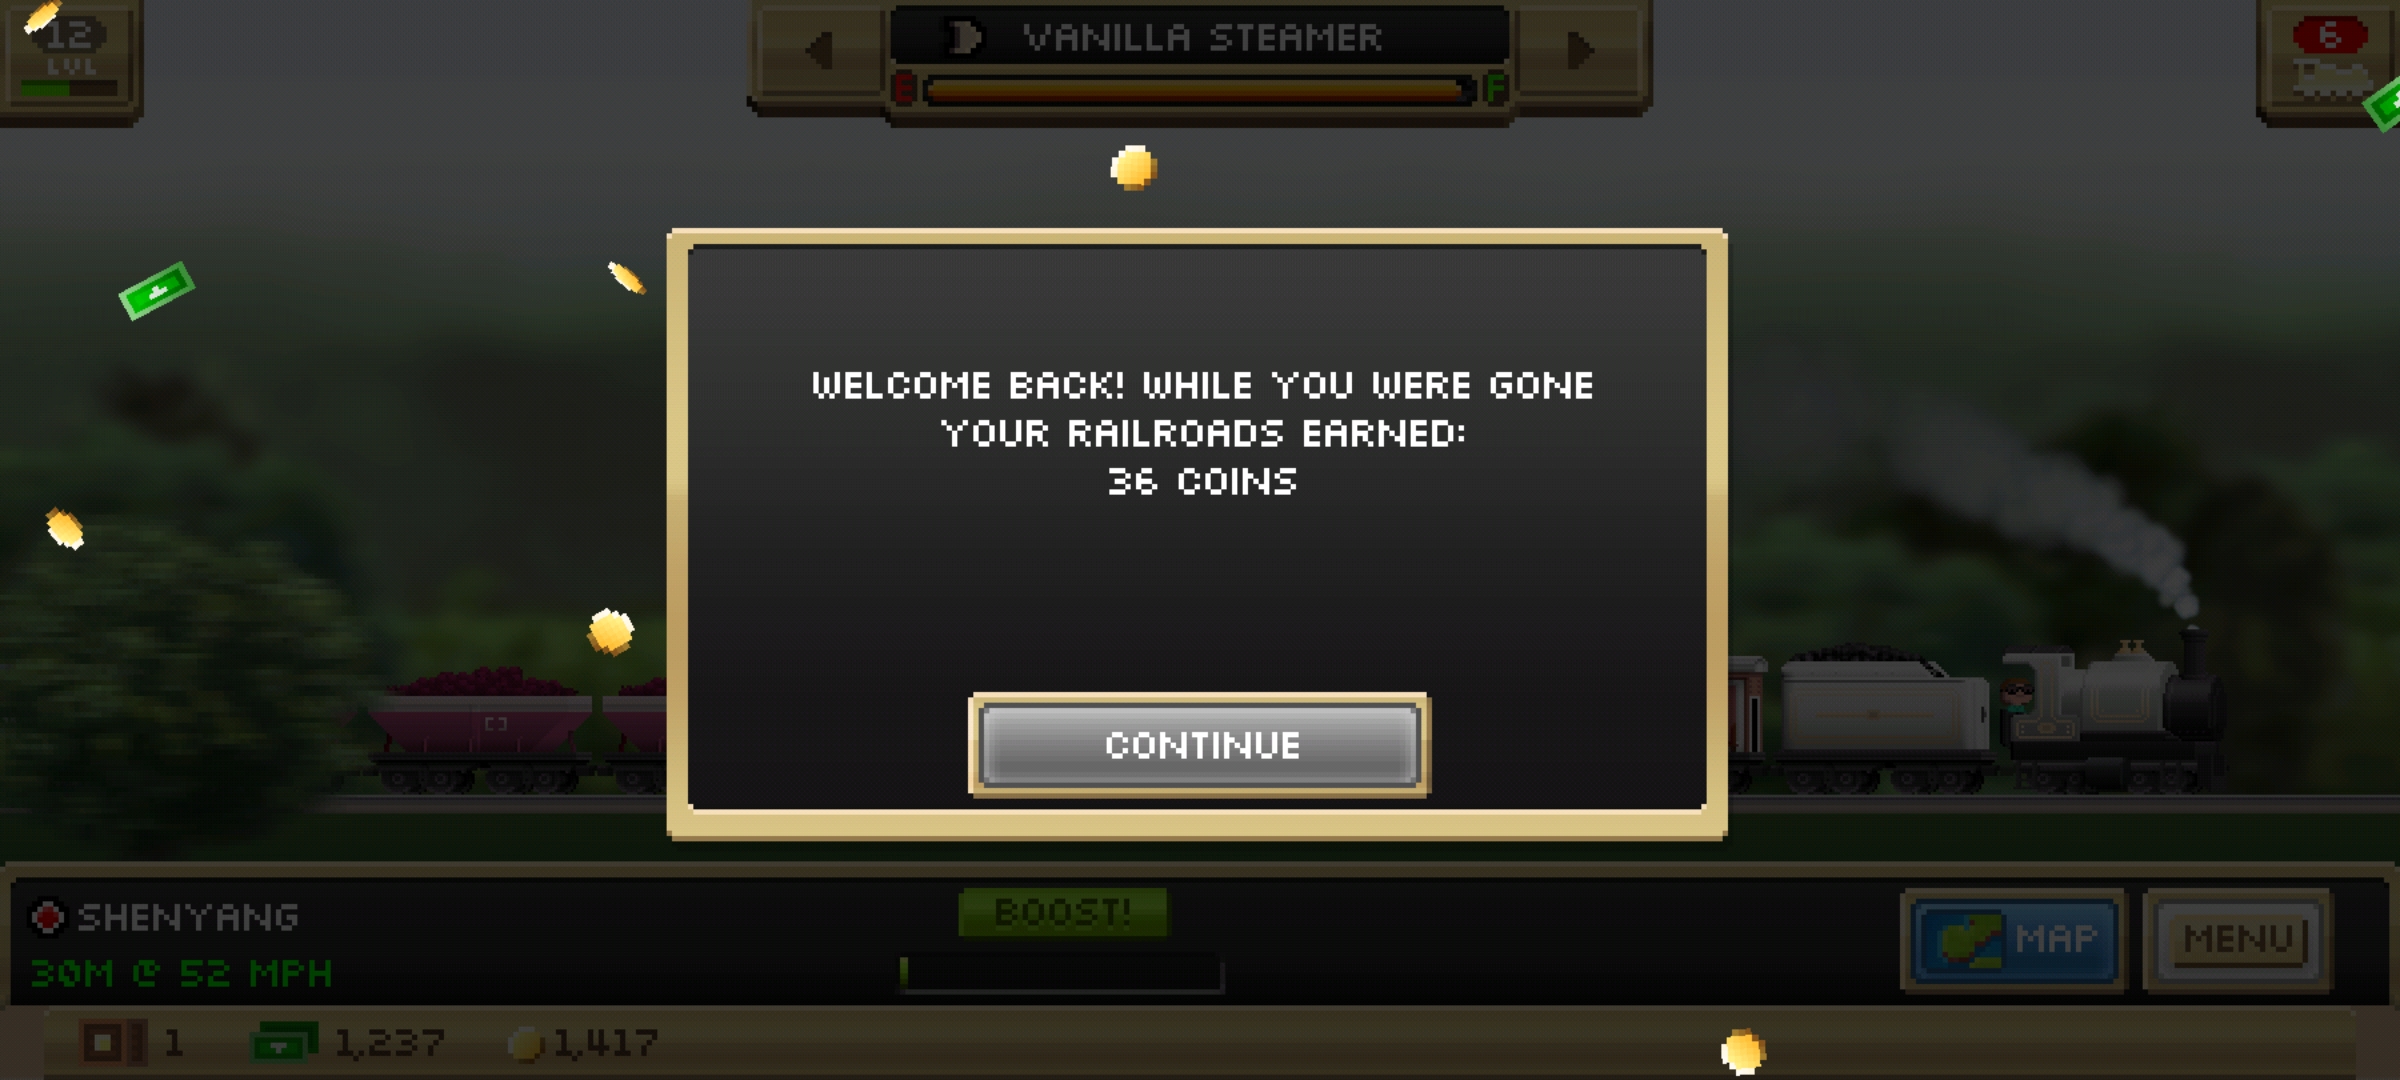 12
LVL
VANILLA STEAMER
E F
6
WELCOME BACK! WHILE YOU WERE GONE
YOUR RAILROADS EARNED:
36 COINS
CONTINUE
SHENYANG
30M @ 52 MPH
BOOST!
MAP
MENU
1 1,237 1,417